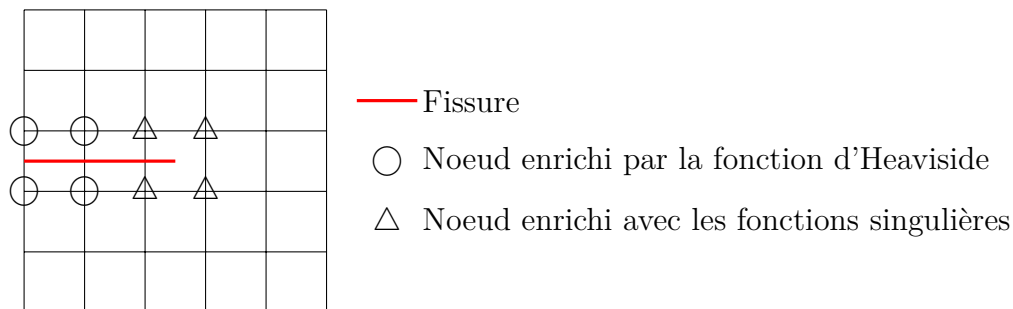 Fissure
Noeud enrichi par la fonction d'Heaviside
Noeud enrichi avec les fonctions singulières